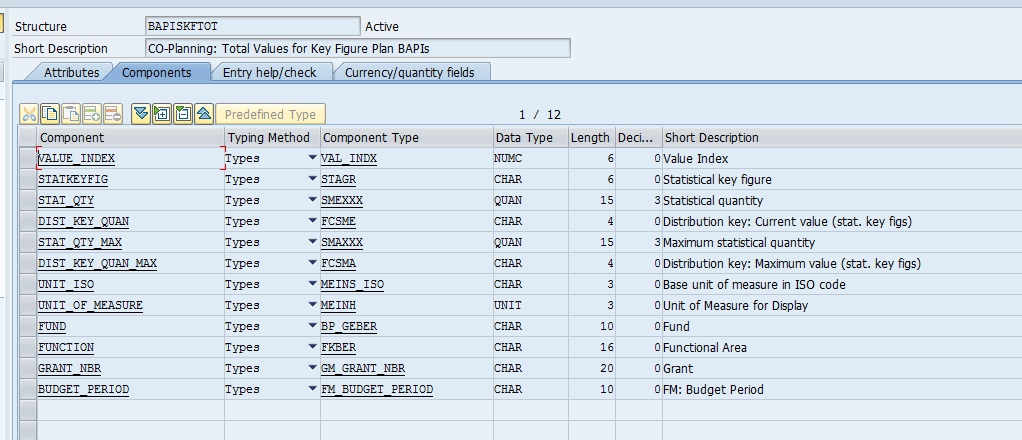 Structure BAPISKFTOT Active
Short Description CO-Planning: Total Values for Key Figure Plan BAPIs
Attributes Components Entry help/check Currency/quantity fields
Predefined Type 1 / 12
Component Typing Method Component Type Data Type Length Deci... Short Description
VALUE_INDEX Types VAL_INDX NUMC 6 0 Value Index
STATKEYFIG Types STAGR CHAR 6 0 Statistical key figure
STAT_QTY Types SMEXXX QUAN 15 3 Statistical quantity
DIST_KEY_QUAN Types FCSME CHAR 4 0 Distribution key: Current value (stat. key figs)
STAT_QTY_MAX Types SMAXXX QUAN 15 3 Maximum statistical quantity
DIST_KEY_QUAN_MAX Types FCSMA CHAR 4 0 Distribution key: Maximum value (stat. key figs)
UNIT_ISO Types MEINS_ISO CHAR 3 0 Base unit of measure in ISO code
UNIT_OF_MEASURE Types MEINH UNIT 3 0 Unit of Measure for Display
FUND Types BP_GEBER CHAR 10 0 Fund
FUNCTION Types FKBER CHAR 16 0 Functional Area
GRANT_NBR Types GM_GRANT_NBR CHAR 20 0 Grant
BUDGET_PERIOD Types FM_BUDGET_PERIOD CHAR 10 0 FM: Budget Period